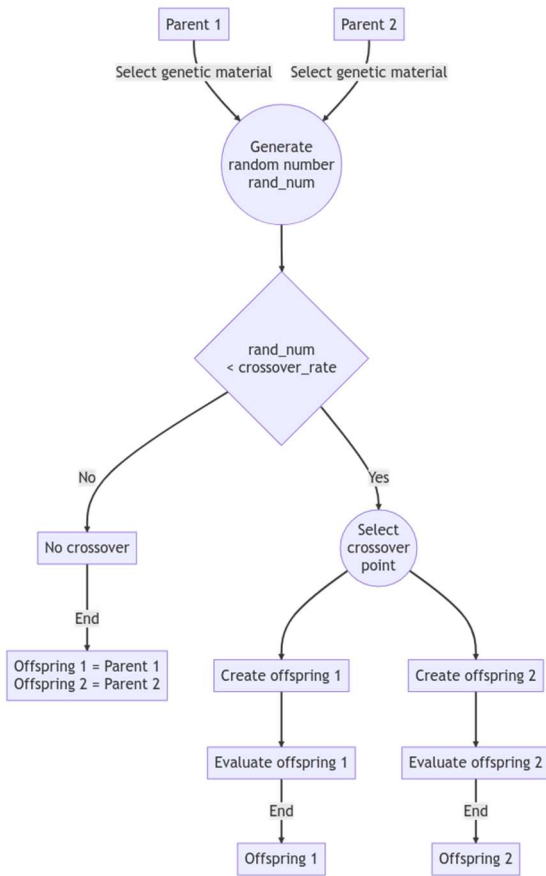 Parent 1
Parent 2
Select genetic material
Select genetic material
Generate
random number
rand_num
rand_num
< crossover_rate
No
Yes
No crossover
Select
crossover
point
End
Offspring 1 = Parent 1
Offspring 2 = Parent 2
Create offspring 1
Create offspring 2
Evaluate offspring 1
Evaluate offspring 2
End
End
Offspring 1
Offspring 2